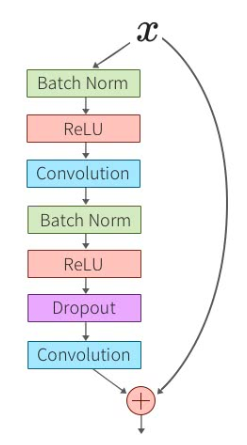 x
Batch Norm
ReLU
Convolution
Batch Norm
ReLU
Dropout
Convolution
+